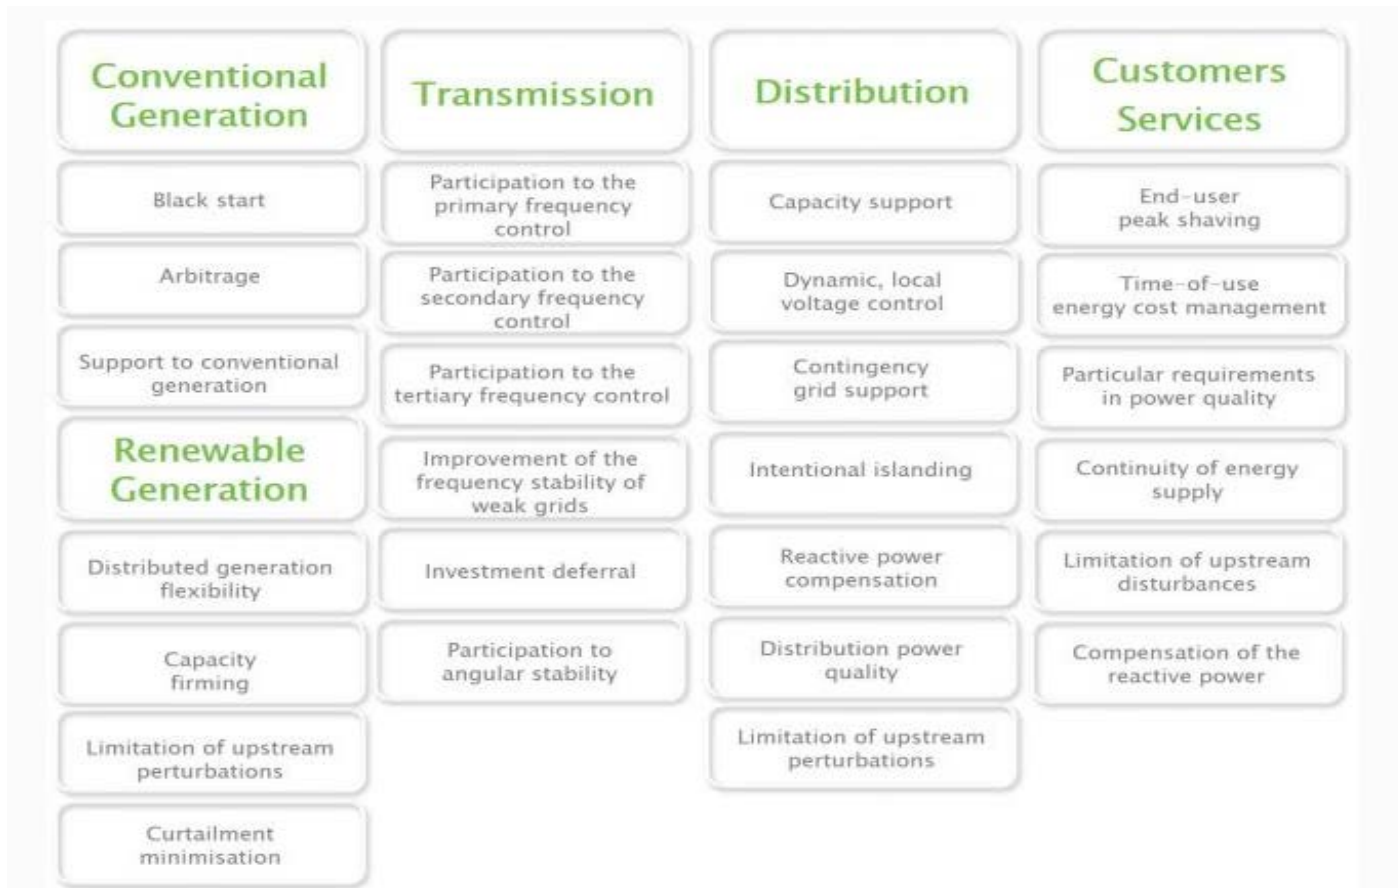 Conventional
Generation
Black start
Arbitrage
Support to conventional
generation
Renewable
Generation
Distributed generation
flexibility
Capacity
firming
Limitation of upstream
perturbations
Curtailment
minimisation
Transmission
Participation to the
primary frequency
control
Participation to the
secondary frequency
control
Participation to the
tertiary frequency control
Improvement of the
frequency stability of
weak grids
Investment deferral
Participation to
angular stability
Distribution
Capacity support
Dynamic, local
voltage control
Contingency
grid support
Intentional islanding
Reactive power
compensation
Distribution power
quality
Limitation of upstream
perturbations
Customers
Services
End-user
peak shaving
Time-of-use
energy cost management
Particular requirements
in power quality
Continuity of energy
supply
Limitation of upstream
disturbances
Compensation of the
reactive power